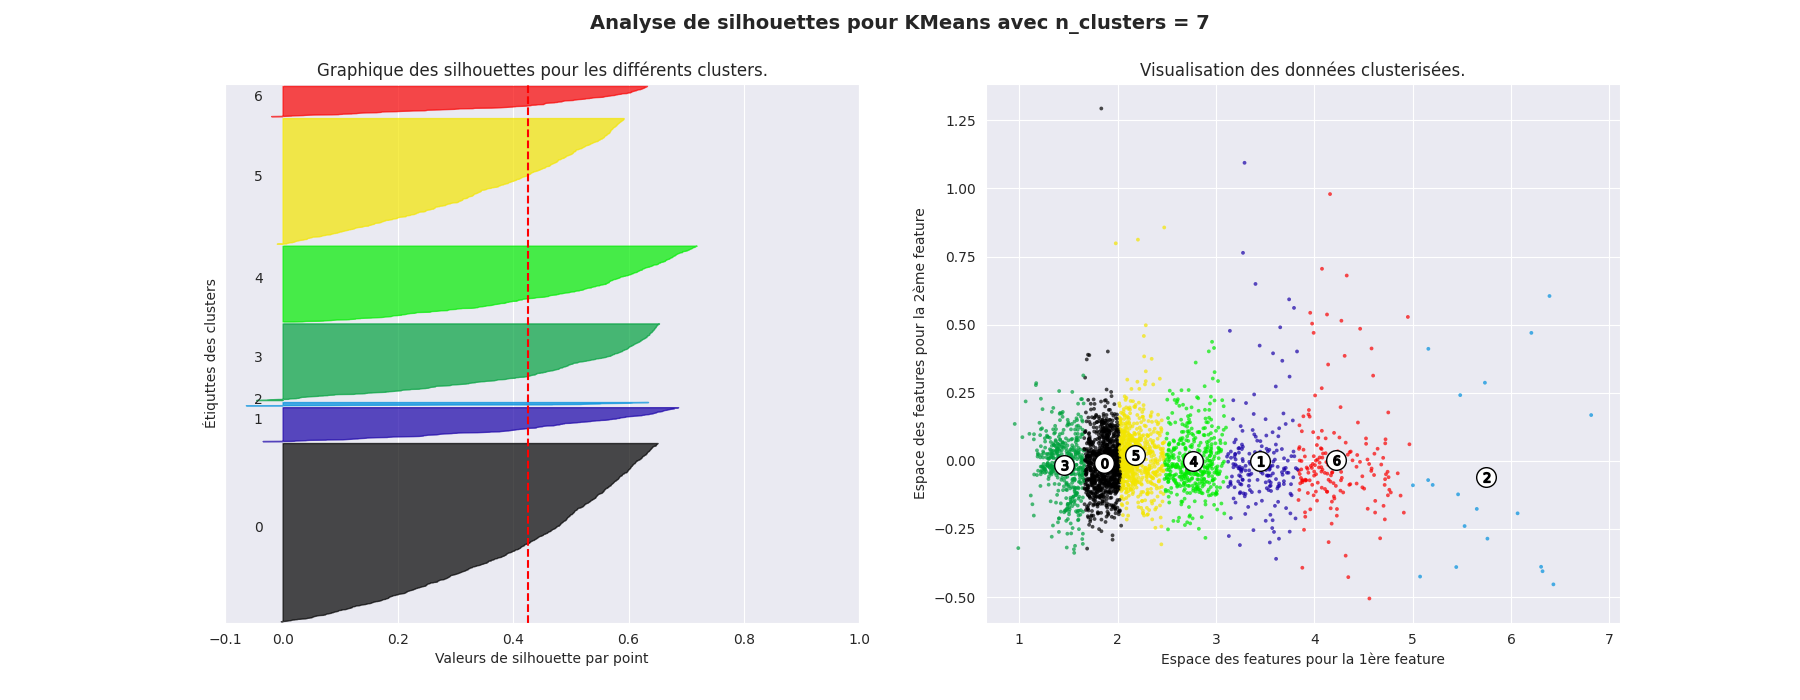 Analyse de silhouettes pour KMeans avec n_clusters = 7
Graphique des silhouettes pour les différents clusters.
6
5
4
3
2
1
0
Étiquttes des clusters
−0.1 0.0 0.2 0.4 0.6 0.8 1.0
Valeurs de silhouette par point
Visualisation des données clusterisées.
1.25
1.00
0.75
0.50
0.25
0.00
−0.25
−0.50
Espace des features pour la 2ème feature
3 0 5 4 1 6 2
1 2 3 4 5 6 7
Espace des features pour la 1ère feature